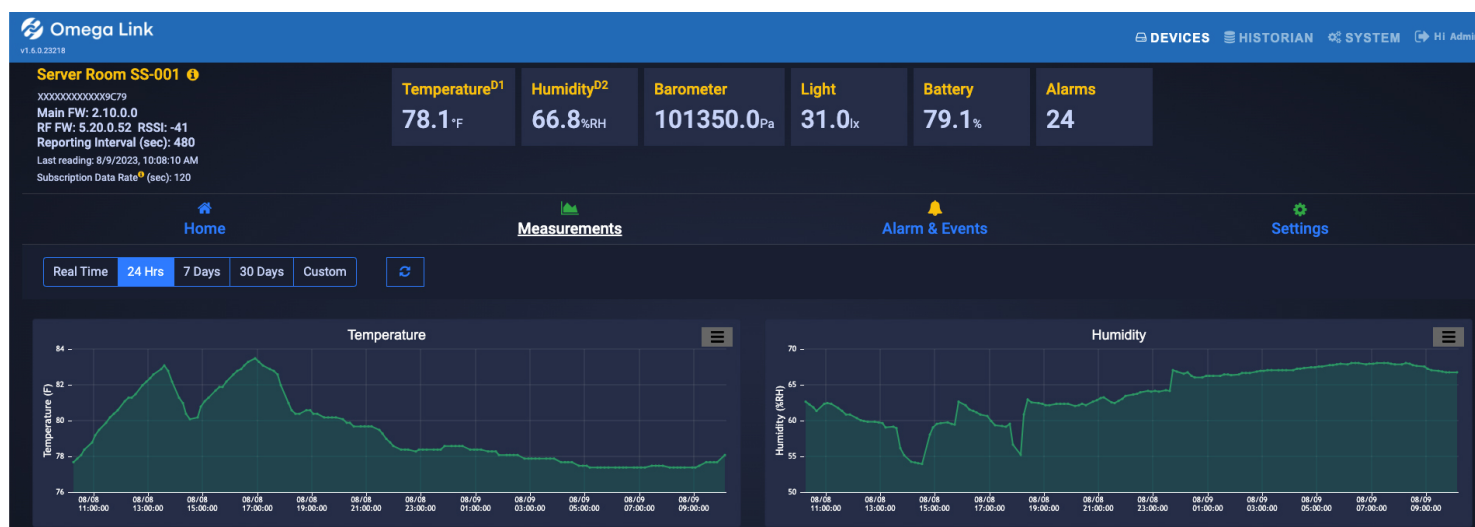 Omega Link
v1.6.0.23218
DEVICES HISTORIAN SYSTEM Hi Admi
Server Room SS-001
XXXXXXXXXXXX9C79
Main FW: 2.10.0.0
RF FW: 5.20.0.52 RSSI: -41
Reporting Interval (sec): 480
Last reading: 8/9/2023, 10:08:10 AM
Subscription Data Rate (sec): 120
Temperature D1
78.1 °F
Humidity D2
66.8 %RH
Barometer
101350.0 Pa
Light
31.0 lx
Battery
79.1 %
Alarms
24
Home
Measurements
Alarm & Events
Settings
Real Time 24 Hrs 7 Days 30 Days Custom
Temperature
Temperature (F)
84
82
80
78
76
08/08 08/08 08/08 08/08 08/08 08/08 08/08 08/09 08/09 08/09 08/09 08/09
11:00:00 13:00:00 15:00:00 17:00:00 19:00:00 21:00:00 23:00:00 01:00:00 03:00:00 05:00:00 07:00:00 09:00:00
Humidity
Humidity (%RH)
70
65
60
55
50
08/08 08/08 08/08 08/08 08/08 08/08 08/08 08/09 08/09 08/09 08/09 08/09
11:00:00 13:00:00 15:00:00 17:00:00 19:00:00 21:00:00 23:00:00 01:00:00 03:00:00 05:00:00 07:00:00 09:00:00